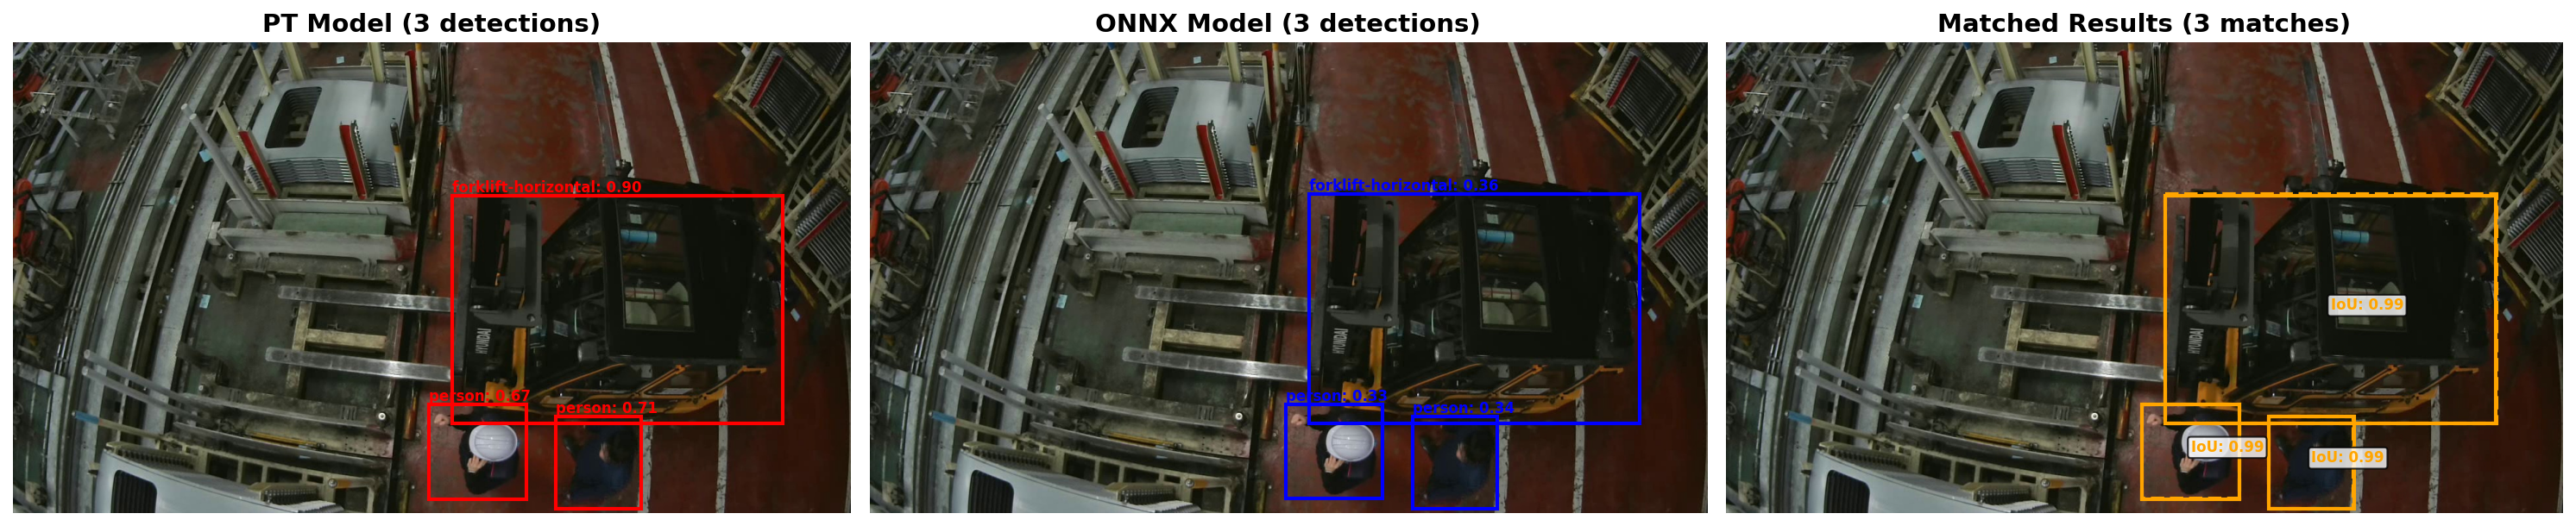 PT Model (3 detections)
forklift-horizontal: 0.90
person: 0.67
person: 0.71
ONNX Model (3 detections)
forklift-horizontal: 0.36
person: 0.33
person: 0.34
Matched Results (3 matches)
IoU: 0.99
IoU: 0.99
IoU: 0.99